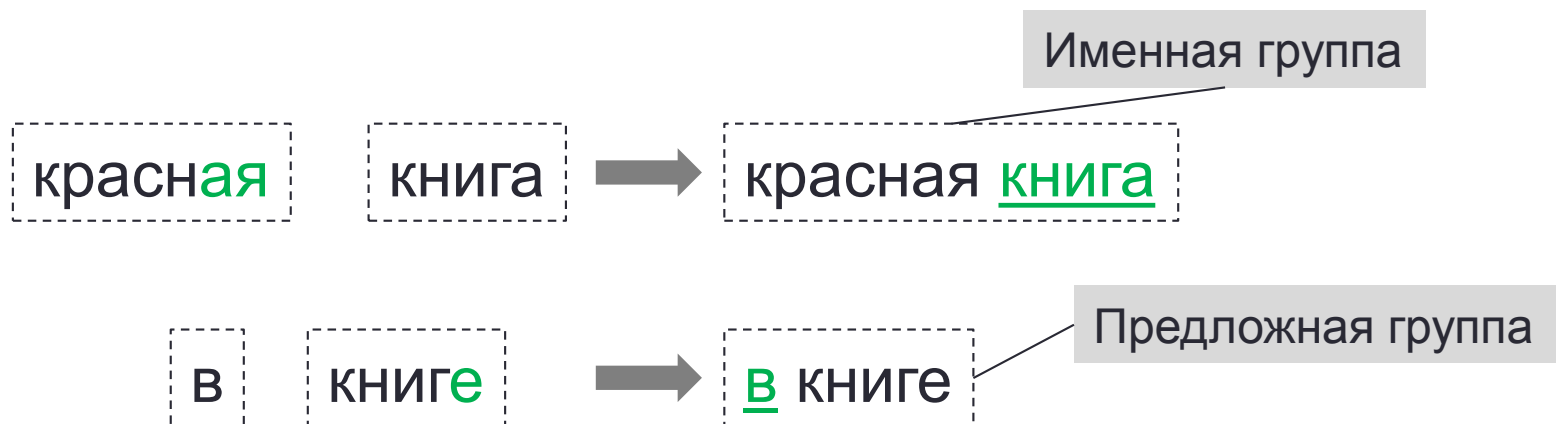 Именная группа
красная книга красная книга
Предложная группа
в книге в книге